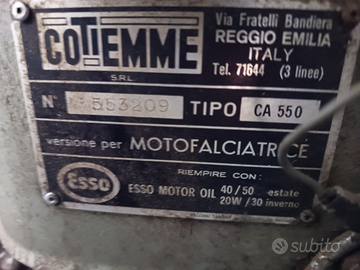 COTIEMME
S.R.L.
Via Fratelli Bandiera
REGGIO EMILIA
ITALY
Tel. 71644 (3 linee)
N° 553209 TIPO CA 550
versione per MOTOFALCIATRICE
RIEMPIRE CON:
ESSO
ESSO MOTOR OIL 40/50 estate
20W/30 inverno
subito